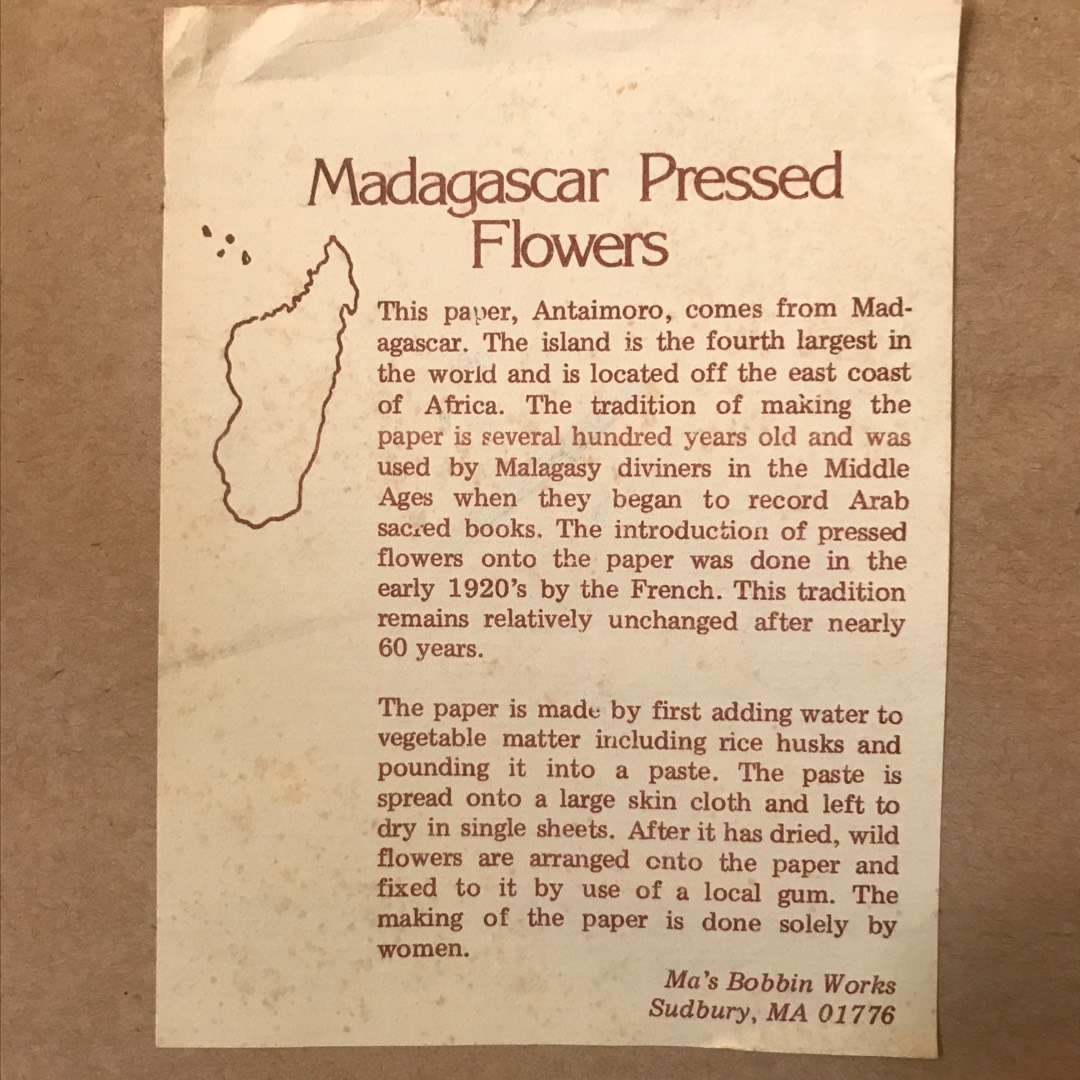 Madagascar Pressed
Flowers
This paper, Antaimoro, comes from Mad-
agascar. The island is the fourth largest in
the world and is located off the east coast
of Africa. The tradition of making the
paper is several hundred years old and was
used by Malagasy diviners in the Middle
Ages when they began to record Arab
sacred books. The introduction of pressed
flowers onto the paper was done in the
early 1920's by the French. This tradition
remains relatively unchanged after nearly
60 years.
The paper is made by first adding water to
vegetable matter including rice husks and
pounding it into a paste. The paste is
spread onto a large skin cloth and left to
dry in single sheets. After it has dried, wild
flowers are arranged onto the paper and
fixed to it by use of a local gum. The
making of the paper is done solely by
women.
Ma's Bobbin Works
Sudbury, MA 01776